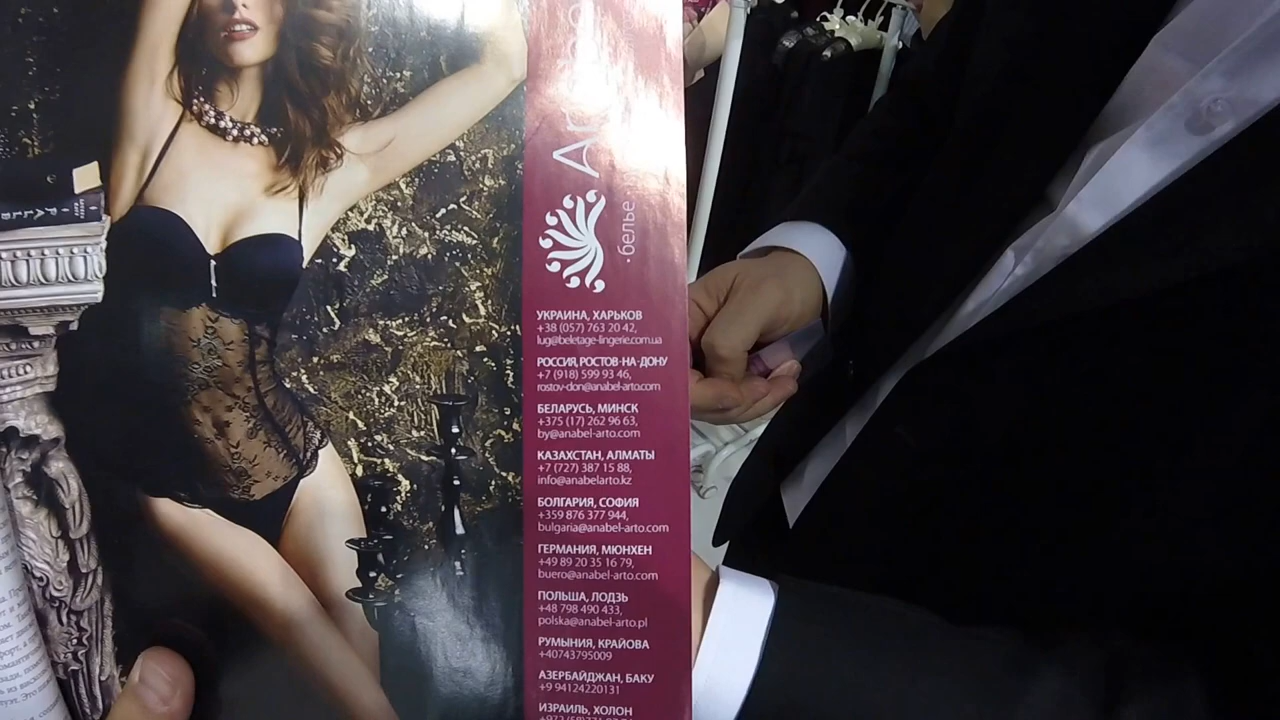 Ar
·белье
УКРАИНА, ХАРЬКОВ
+38 (057) 763 20 42,
lug@beletage-lingerie.com.ua
РОССИЯ, РОСТОВ-НА-ДОНУ
+7 (918) 599 93 46,
rostov-don@anabel-arto.com
БЕЛАРУСЬ, МИНСК
+375 (17) 262 96 63,
by@anabel-arto.com
КАЗАХСТАН, АЛМАТЫ
+7 (727) 387 15 88,
info@anabelarto.kz
БОЛГАРИЯ, СОФИЯ
+359 876 377 944,
bulgaria@anabel-arto.com
ГЕРМАНИЯ, МЮНХЕН
+49 89 20 35 16 79,
buero@anabel-arto.com
ПОЛЬША, ЛОДЗЬ
+48 798 490 433,
polska@anabel-arto.pl
РУМЫНИЯ, КРАЙОВА
+40743795009
АЗЕРБАЙДЖАН, БАКУ
+9 94124220131
ИЗРАИЛЬ, ХОЛОН